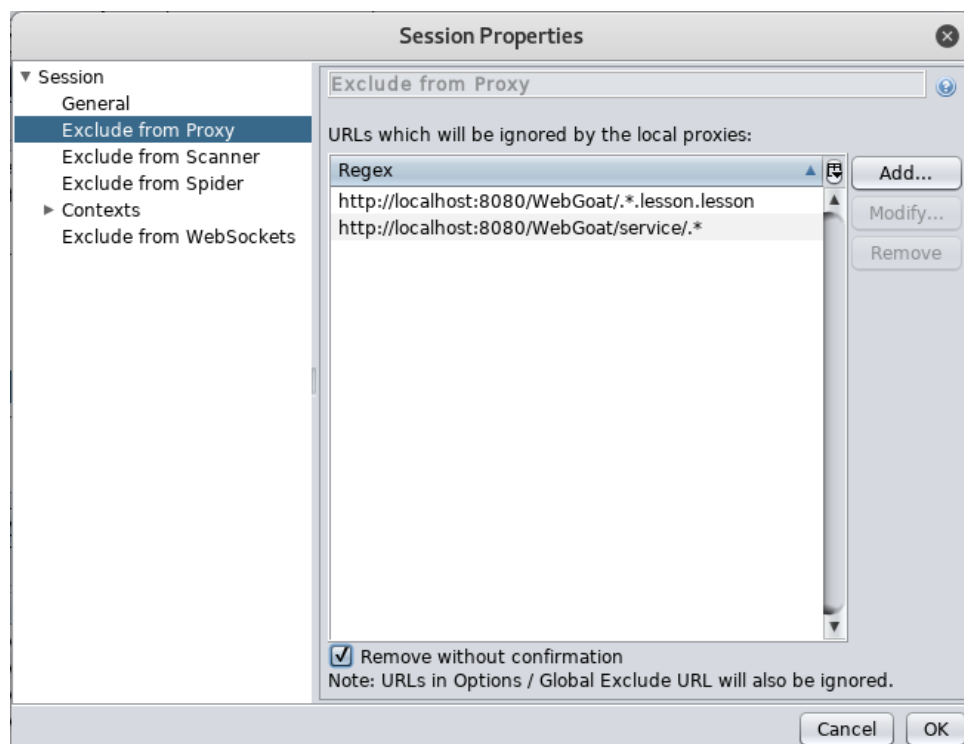 Session Properties
Session
General
Exclude from Proxy
Exclude from Scanner
Exclude from Spider
Contexts
Exclude from WebSockets
Exclude from Proxy
URLs which will be ignored by the local proxies:
Regex
http://localhost:8080/WebGoat/.*.lesson.lesson
http://localhost:8080/WebGoat/service/.*
Add...
Modify...
Remove
Remove without confirmation
Note: URLs in Options / Global Exclude URL will also be ignored.
Cancel
OK